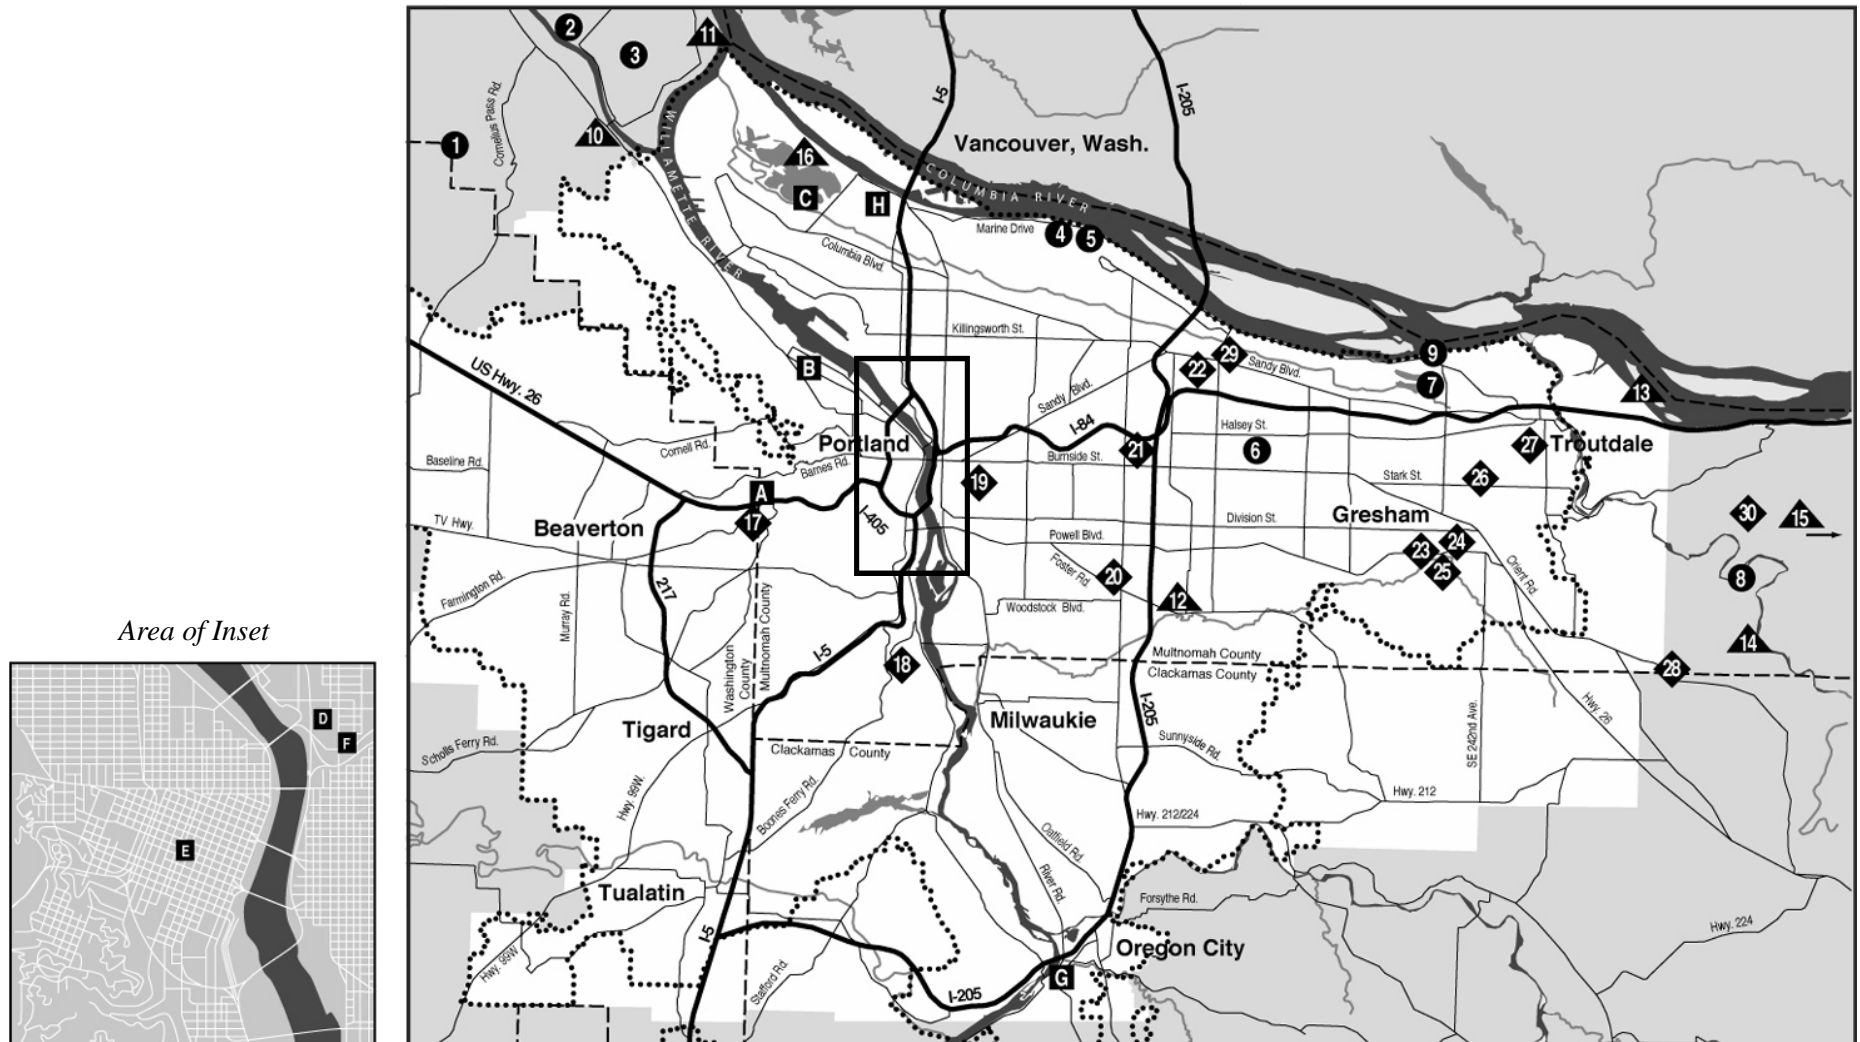 2
3
11
Cornelius Pass Rd.
I-5
I-205
1
10
WILLAMETTE RIVER
16
Vancouver, Wash.
COLUMBIA RIVER
C
H
Marine Drive
4
5
Columbia Blvd.
Killingsworth St.
US Hwy. 26
B
22
29
Sandy Blvd.
9
7
13
Sandy Blvd.
I-84
Halsey St.
Portland
Cornell Rd.
Barnes Rd.
Baseline Rd.
21
Burnside St.
6
27
Troutdale
19
Stark St.
26
A
17
TV Hwy.
Beaverton
I-405
Division St.
Gresham
30
15
Powell Blvd.
23
24
25
Foster Rd.
20
Orient Rd.
8
Farmington Rd.
217
Murray Rd.
Woodstock Blvd.
12
Area of Inset
Washington
County
Multnomah County
I-5
18
Multnomah County
Clackamas County
14
28
D
F
E
Tigard
Milwaukie
I-205
Sunnyside Rd.
SE 242nd Ave.
Hwy. 26
Scholls Ferry Rd.
Clackamas County
Hwy. 99W.
Boones Ferry Rd.
Hwy. 212
Hwy. 212/224
Oatfield Rd.
River Rd.
Tualatin
Forsythe Rd.
Hwy. 224
I-5
Hwy. 99W
Stafford Rd.
Oregon City
G
I-205